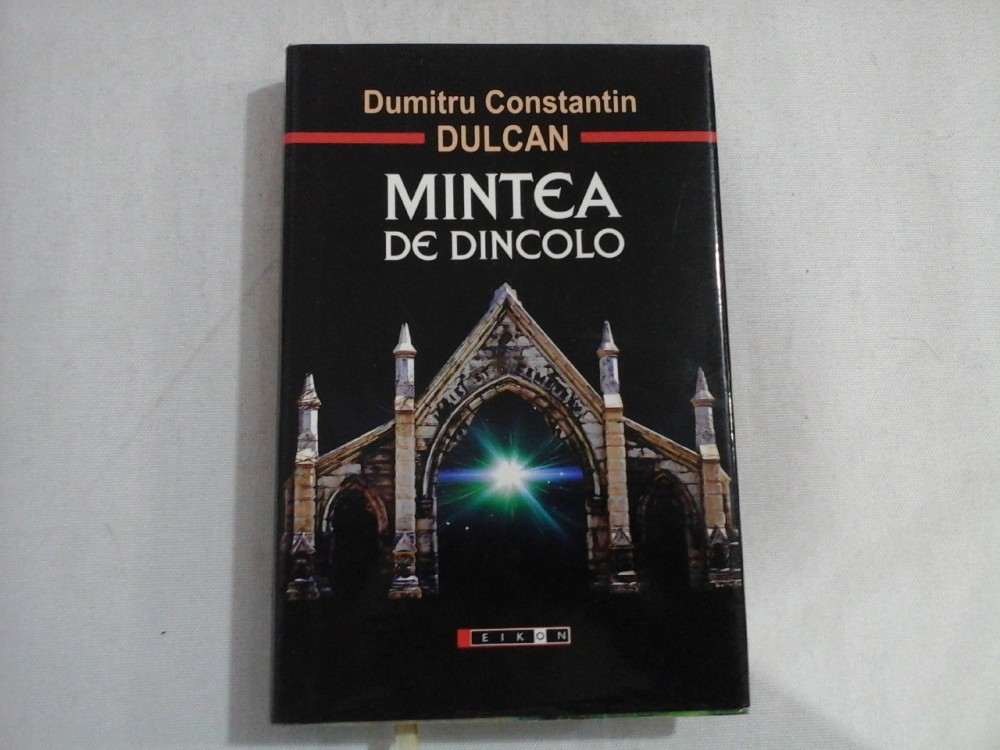 Dumitru Constantin
DULCAN
MINTEA
DE DINCOLO
EIKON